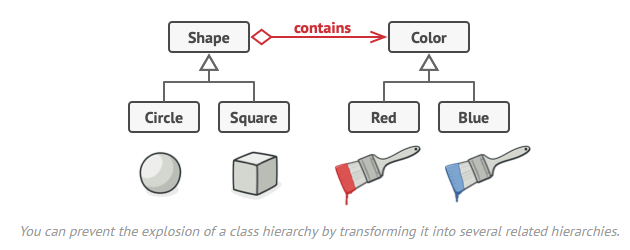 contains
Shape
Color
Circle
Square
Red
Blue
You can prevent the explosion of a class hierarchy by transforming it into several related hierarchies.